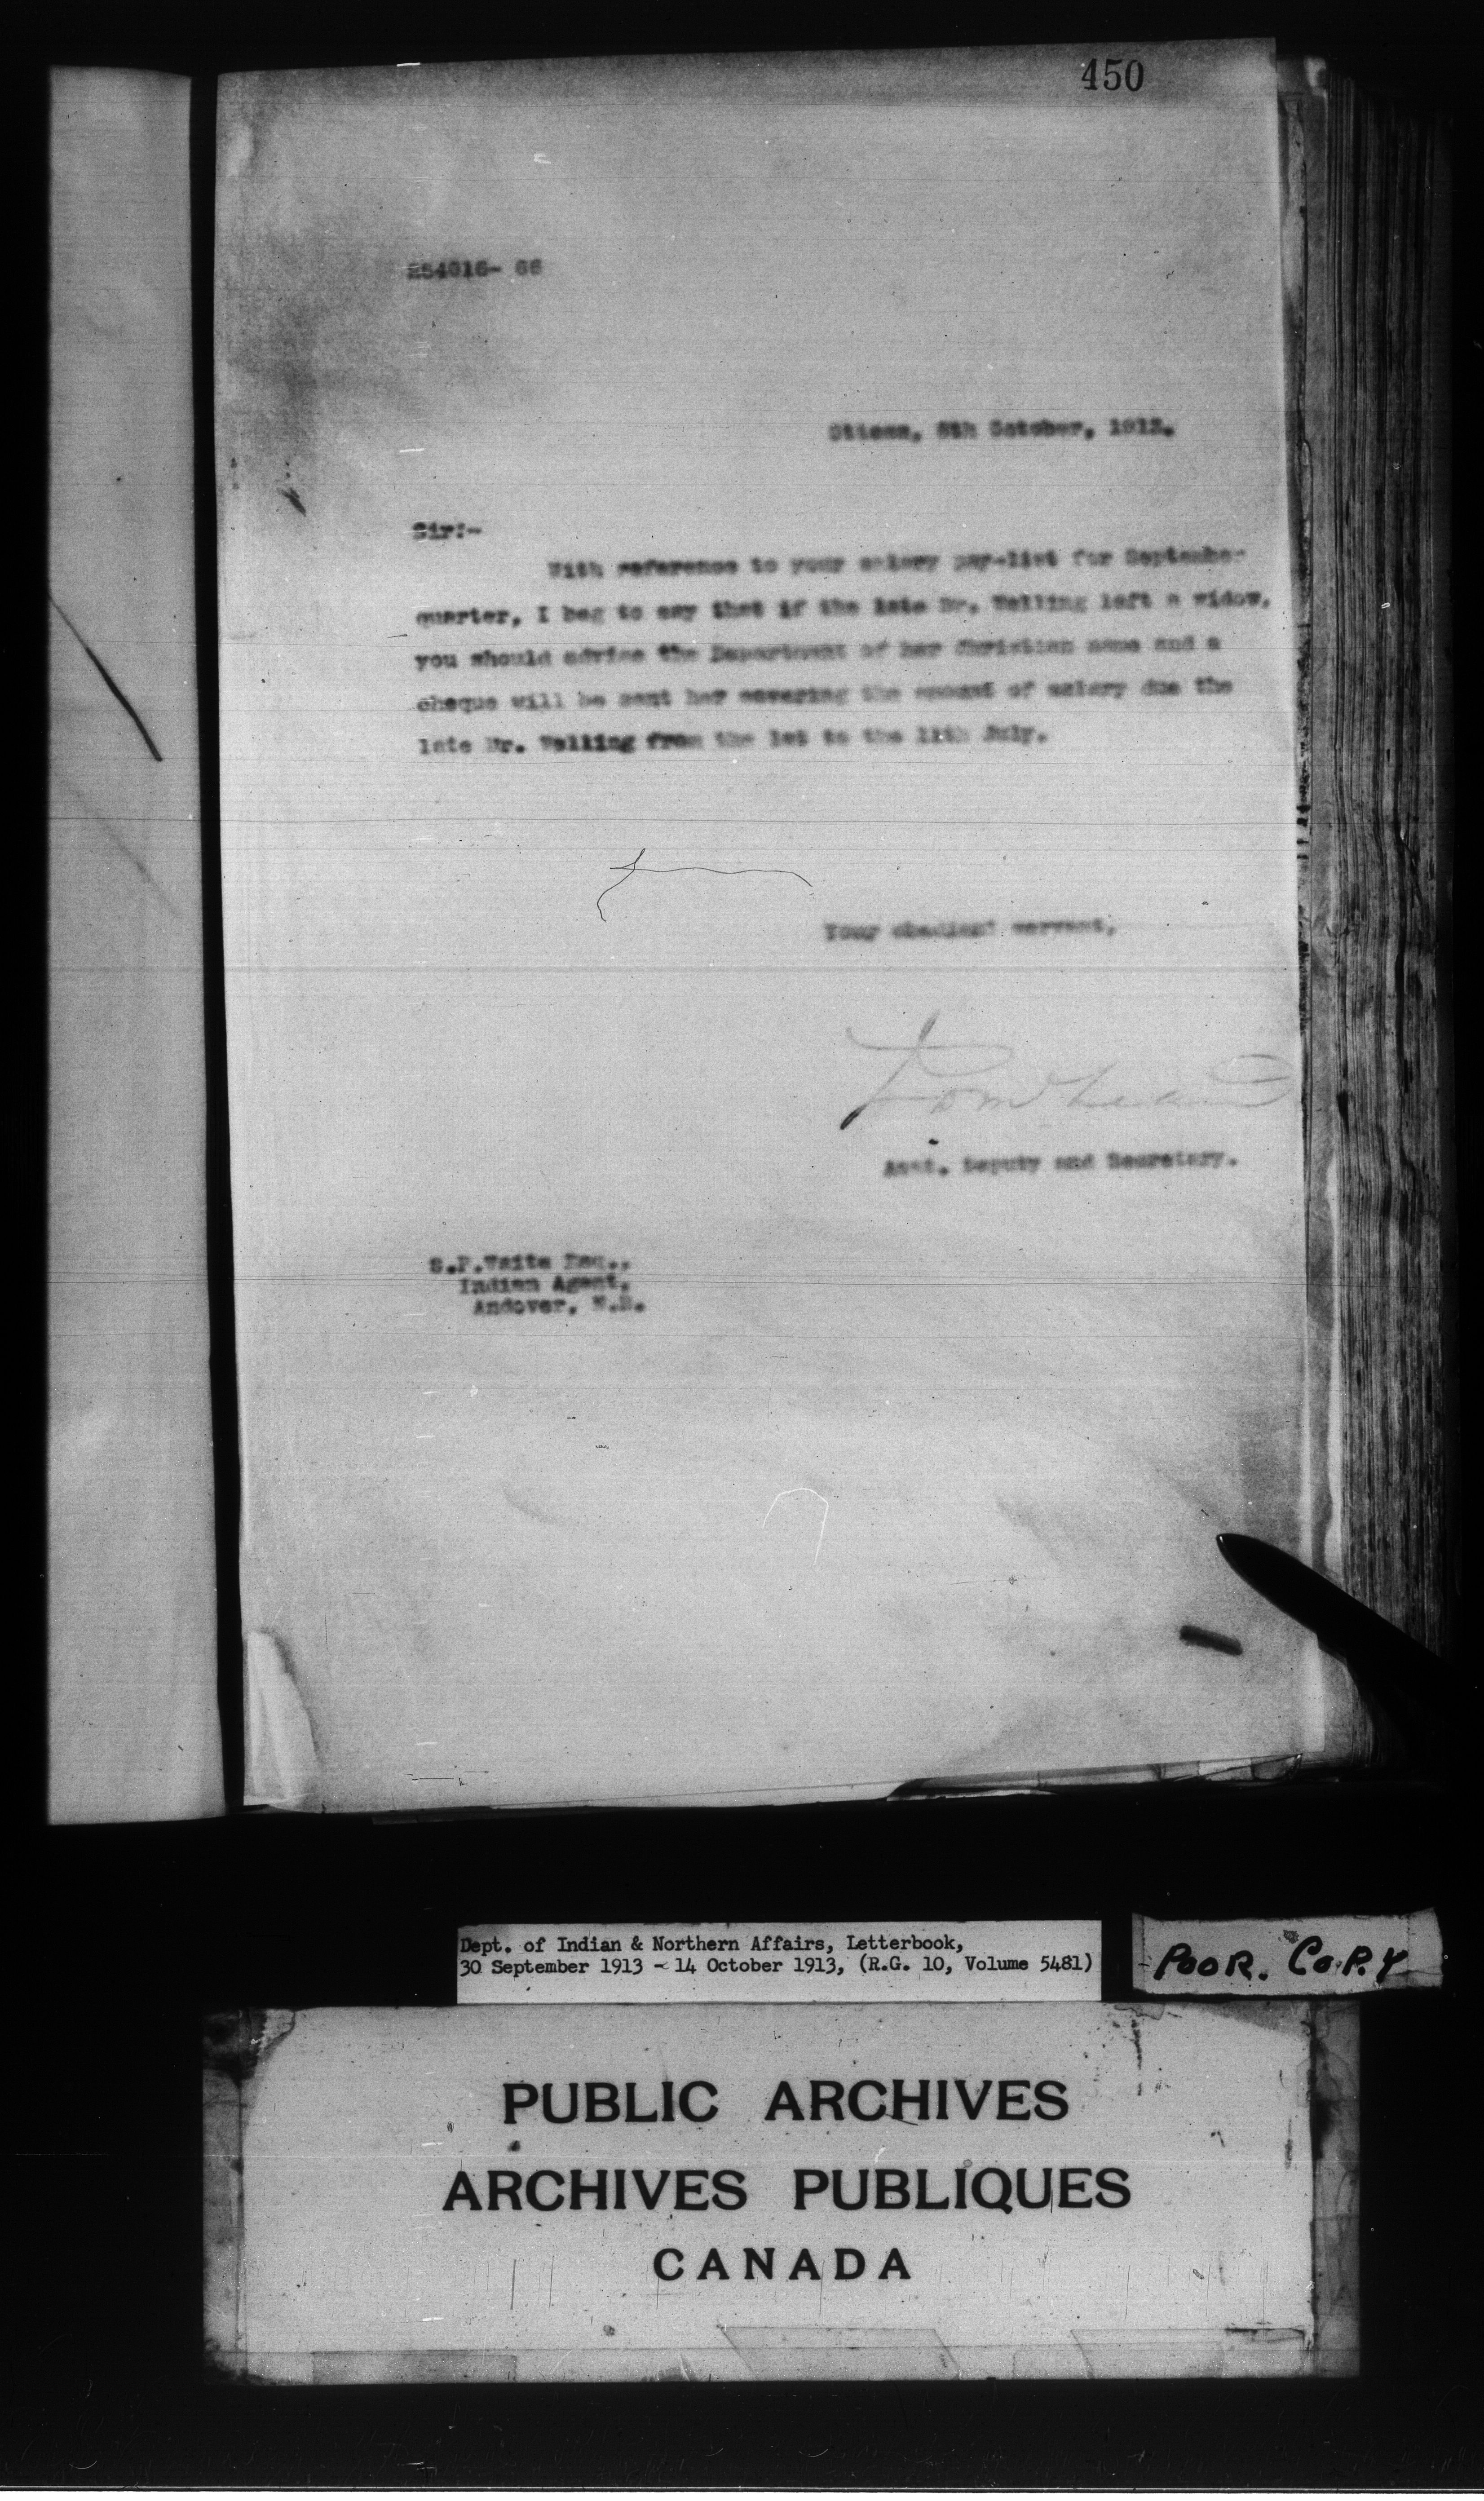 450
254016- 66
Ottawa, 8th October, 1913.
Sir:-
With reference to your salary pay-list for September
quarter, I beg to say that if the late Dr. Welling left a widow,
you should advise the Department of her Christian name and a
cheque will be sent her covering the amount of salary due the
late Dr. Welling from the 1st to the 11th July.
Your obedient servant,
Asst. Deputy and Secretary.
S.P.Waite Esq.,
Indian Agent,
Andover, N.B.
Dept. of Indian & Northern Affairs, Letterbook,
30 September 1913 - 14 October 1913, (R.G. 10, Volume 5481)
POOR. COPY
PUBLIC ARCHIVES
ARCHIVES PUBLIQUES
CANADA